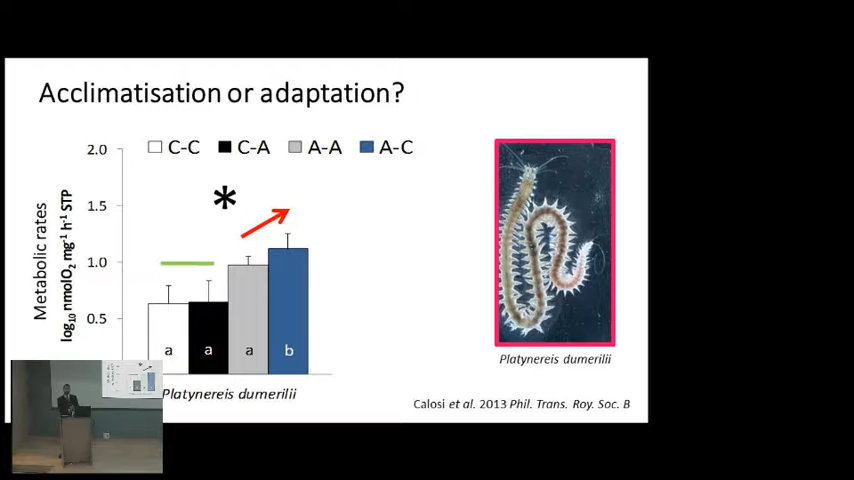 Acclimatisation or adaptation?
C-C C-A A-A A-C
2.0
1.5
1.0
0.5
Metabolic rates
log10 nmolO2 mg-1 h-1 STP
*
a a a b
Platynereis dumerilii
Platynereis dumerilii
Calosi et al. 2013 Phil. Trans. Roy. Soc. B